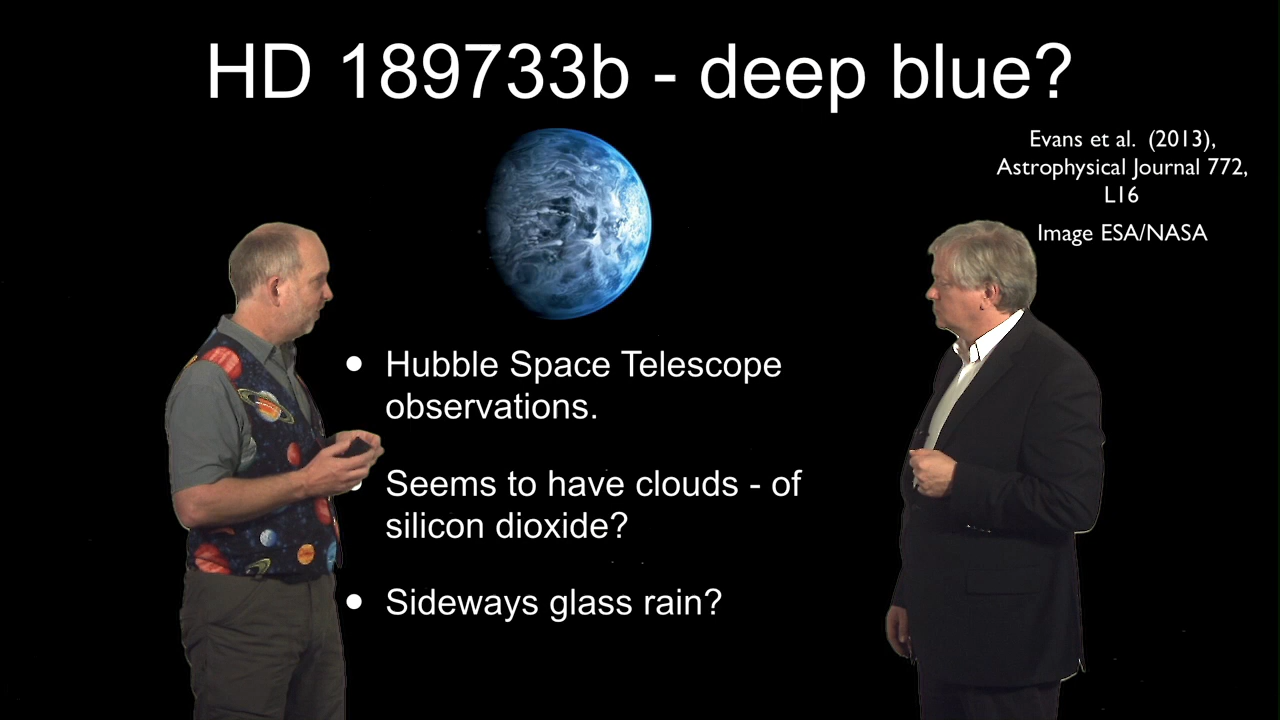 HD 189733b - deep blue?
Evans et al. (2013),
Astrophysical Journal 772,
L16
Image ESA/NASA
• Hubble Space Telescope
observations.
• Seems to have clouds - of
silicon dioxide?
• Sideways glass rain?